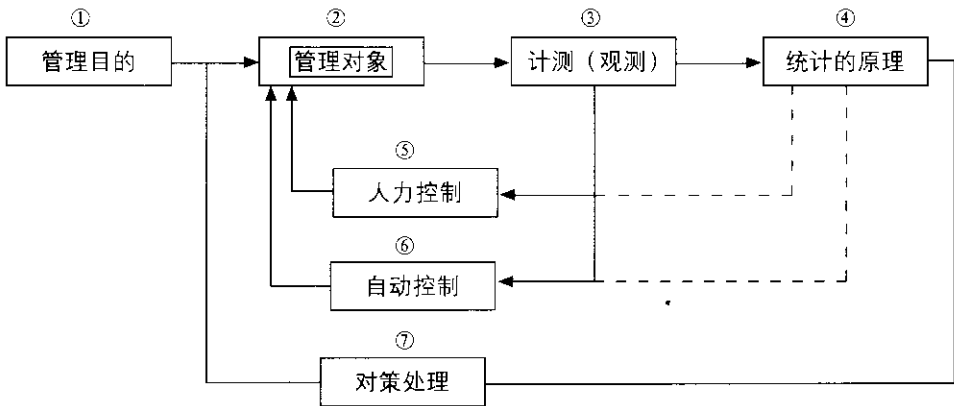 ①
管理目的
②
管理对象
③
计测（观测）
④
统计的原理
⑤
人力控制
⑥
自动控制
⑦
对策处理